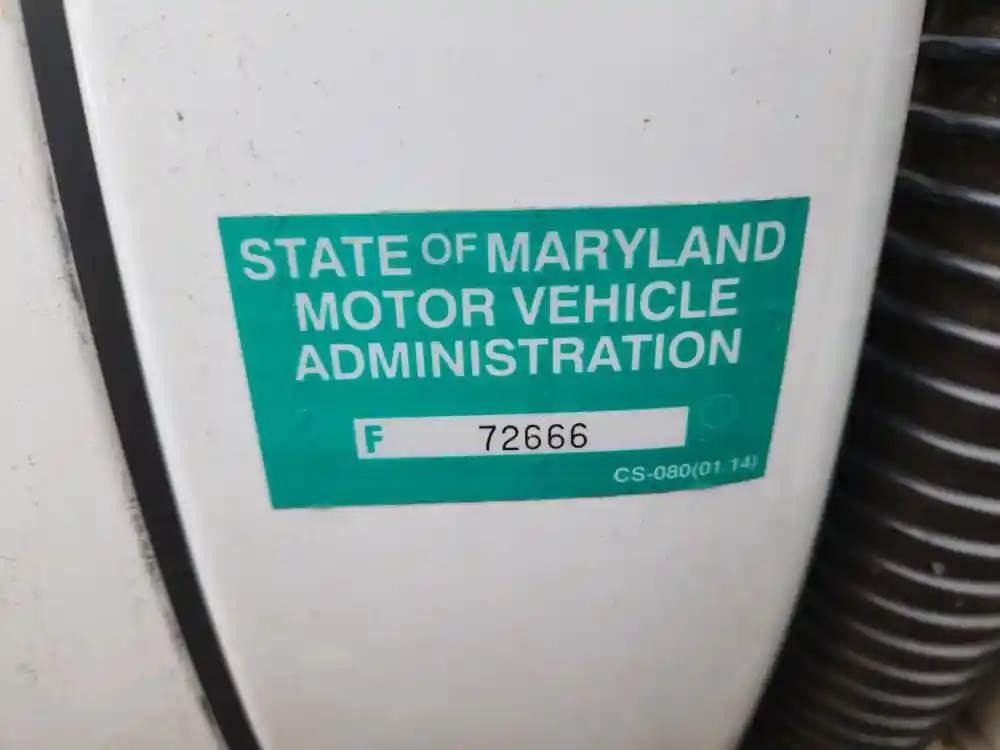 STATE OF MARYLAND
MOTOR VEHICLE
ADMINISTRATION
F 72666
CS-080(01 14)